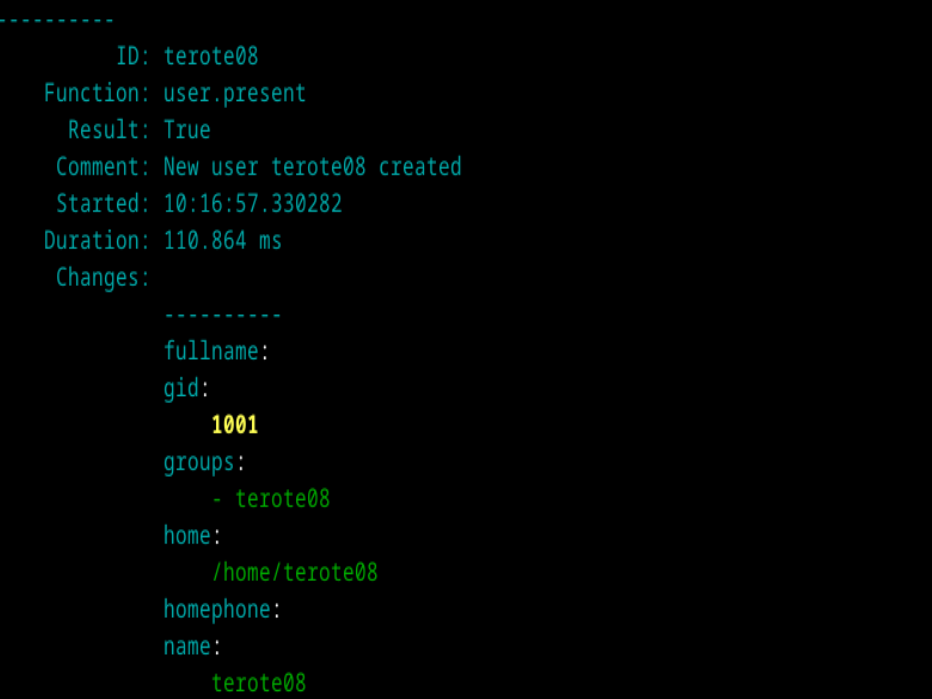 ----------
ID: terote08
Function: user.present
Result: True
Comment: New user terote08 created
Started: 10:16:57.330282
Duration: 110.864 ms
Changes:
----------
fullname:
gid:
1001
groups:
- terote08
home:
/home/terote08
homephone:
name:
terote08